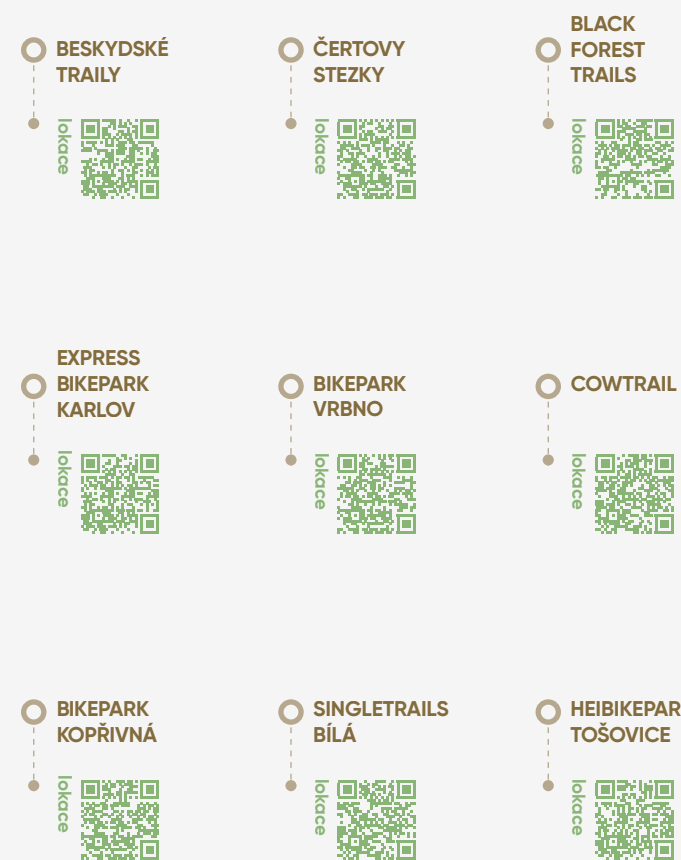 BESKYDSKÉ
TRAILY
lokace
ČERTOVY
STEZKY
lokace
BLACK
FOREST
TRAILS
lokace
EXPRESS
BIKEPARK
KARLOV
lokace
BIKEPARK
VRBNO
lokace
COWTRAIL
lokace
BIKEPARK
KOPŘIVNÁ
lokace
SINGLETRAILS
BÍLÁ
lokace
HEIBIKEPAR
TOŠOVICE
lokace